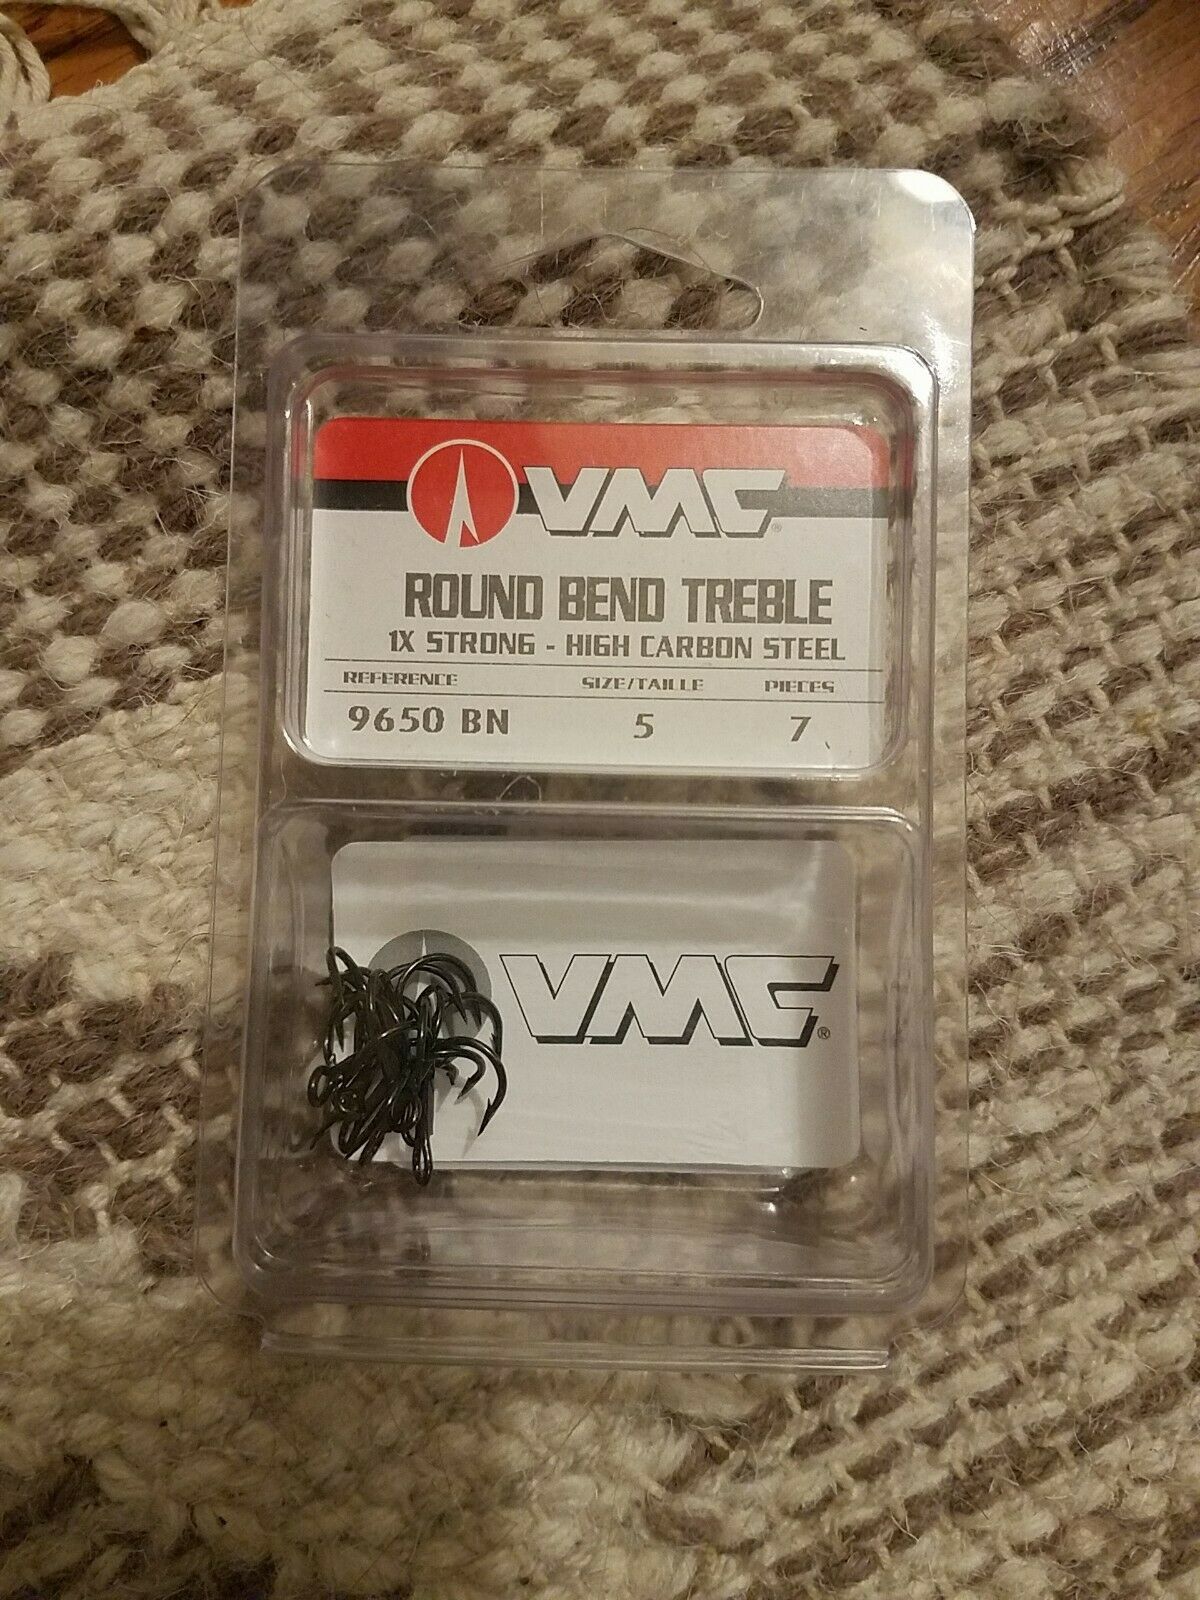 VMC®
ROUND BEND TREBLE
1X STRONG - HIGH CARBON STEEL
REFERENCE SIZE/TAILLE PIECES
9650 BN 5 7
VMC®